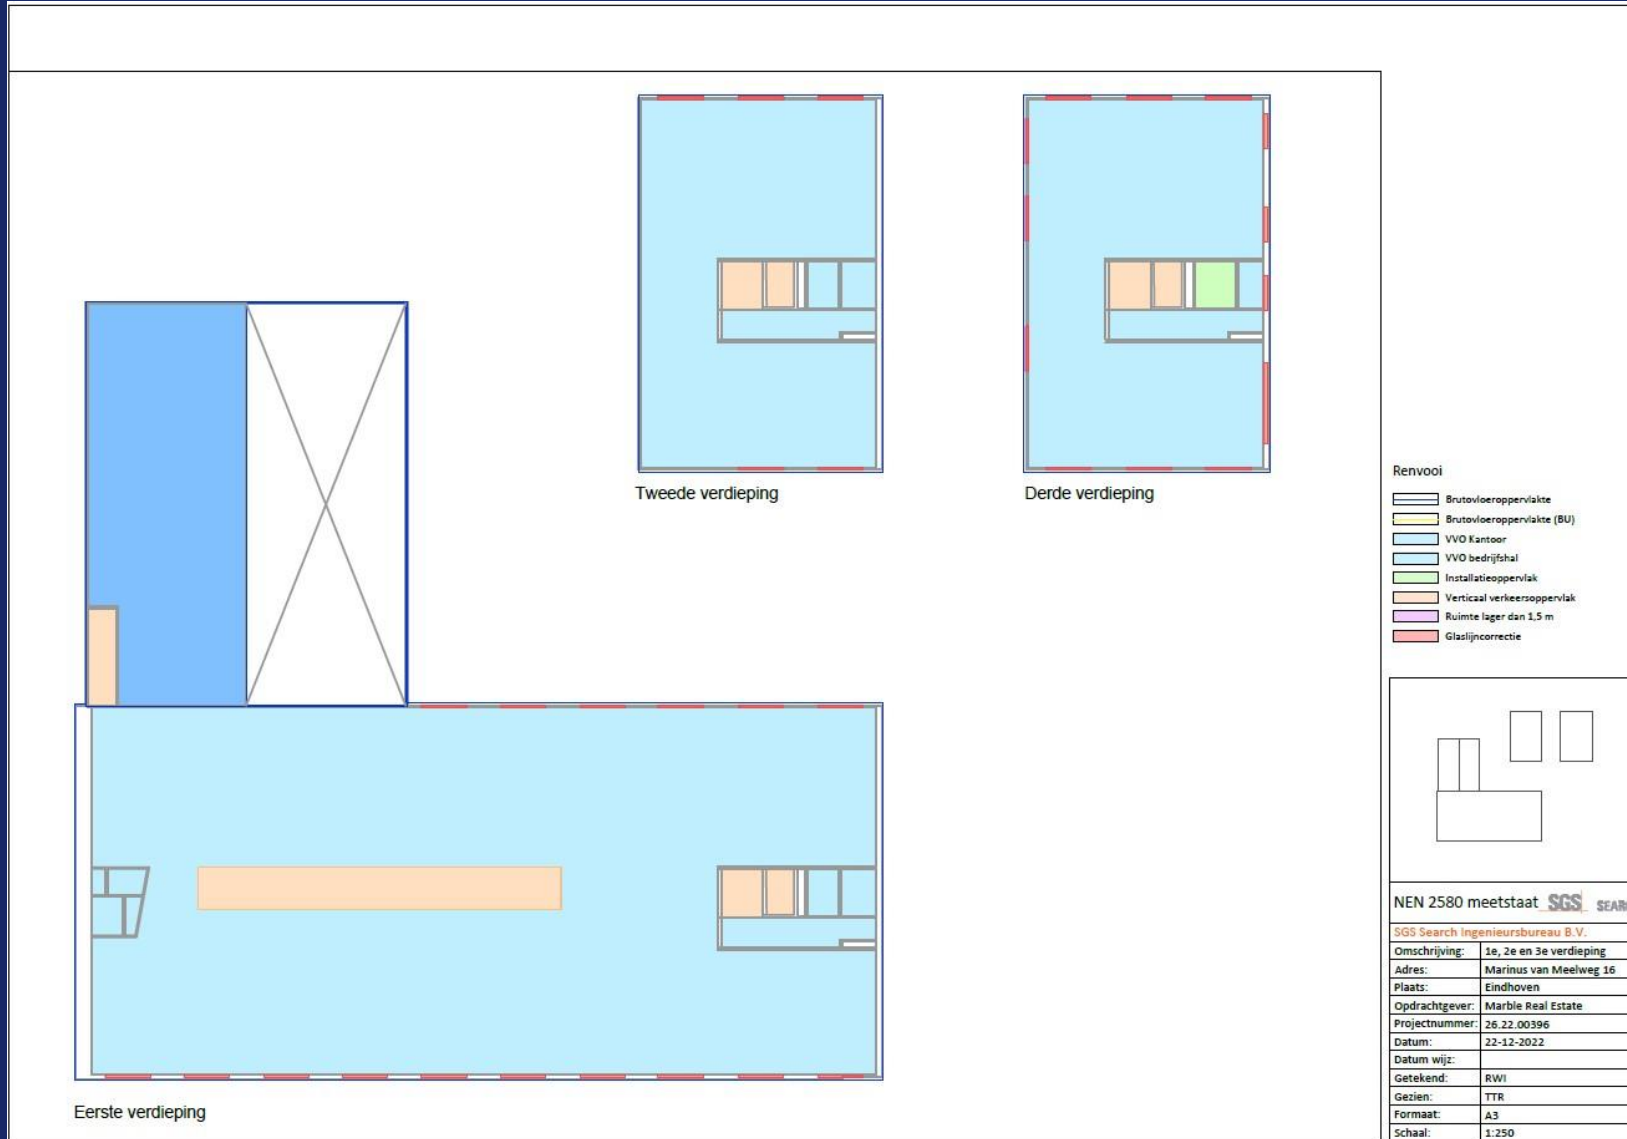 Tweede verdieping
Derde verdieping
Eerste verdieping
Renvooi
Brutovloeroppervlakte
Brutovloeroppervlakte (BU)
VVO Kantoor
VVO bedrijfshal
Installatieoppervlak
Verticaal verkeersoppervlak
Ruimte lager dan 1,5 m
Glaslijncorrectie
NEN 2580 meetstaat SGS
SGS Search Ingenieursbureau B.V.
Omschrijving: 1e, 2e en 3e verdieping
Adres: Marinus van Meelweg 16
Plaats: Eindhoven
Opdrachtgever: Marble Real Estate
Projectnummer: 26.22.00396
Datum: 22-12-2022
Datum wijz:
Getekend: RWI
Gezien: TTR
Formaat: A3
Schaal: 1:250